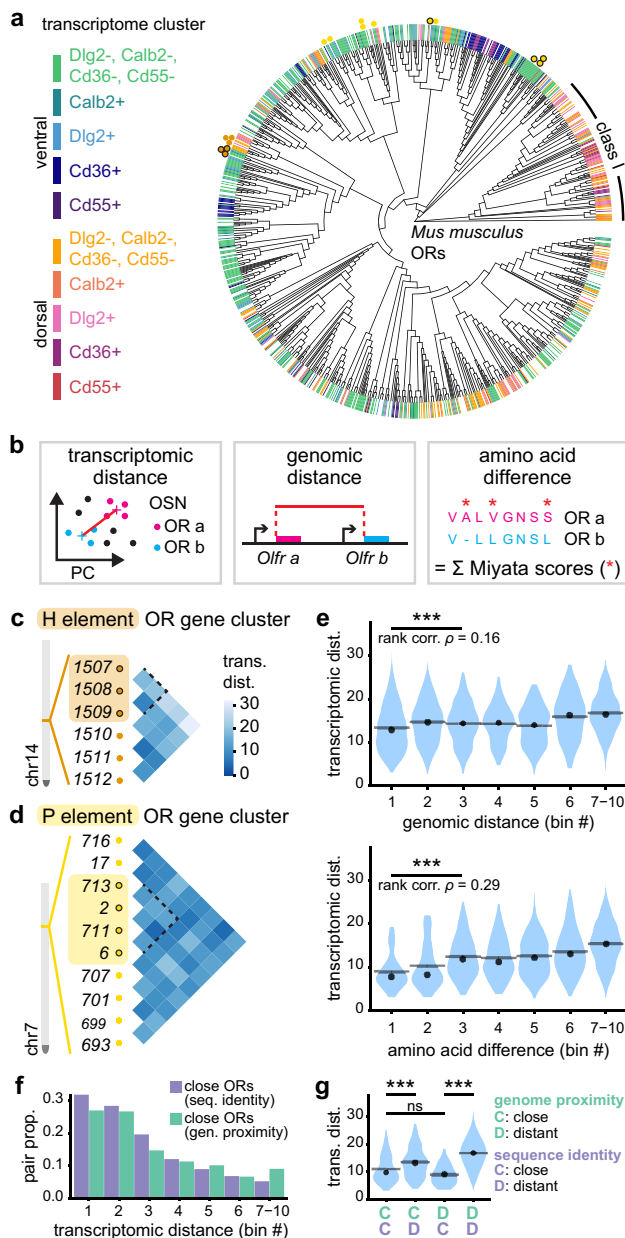 a
transcriptome cluster
ventral
Dlg2-, Calb2-,
Cd36-, Cd55-
Calb2+
Dlg2+
Cd36+
Cd55+
dorsal
Dlg2-, Calb2-,
Cd36-, Cd55-
Calb2+
Dlg2+
Cd36+
Cd55+
class I
Mus musculus
ORs
b
transcriptomic
distance
OSN
OR a
OR b
PC
genomic
distance
Olfr a
Olfr b
amino acid
difference
* * *
V A L V G N S S OR a
V - L L G N S L OR b
= Σ Miyata scores (*)
c H element OR gene cluster
chr14
1507
1508
1509
1510
1511
1512
trans.
dist.
30
20
10
0
d P element OR gene cluster
chr7
716
17
713
2
711
6
707
701
699
693
e
***
rank corr. ρ = 0.16
transcriptomic dist.
30
20
10
0
1 2 3 4 5 6 7-10
genomic distance (bin #)
***
rank corr. ρ = 0.29
transcriptomic dist.
30
20
10
0
1 2 3 4 5 6 7-10
amino acid difference (bin #)
f
close ORs
(seq. identity)
close ORs
(gen. proximity)
pair prop.
0.3
0.2
0.1
0.0
1 2 3 4 5 6 7−10
transcriptomic distance (bin #)
g
*** ***
ns
trans. dist.
30
20
10
0
C C D D
C D C D
genome proximity
C: close
D: distant
sequence identity
C: close
D: distant